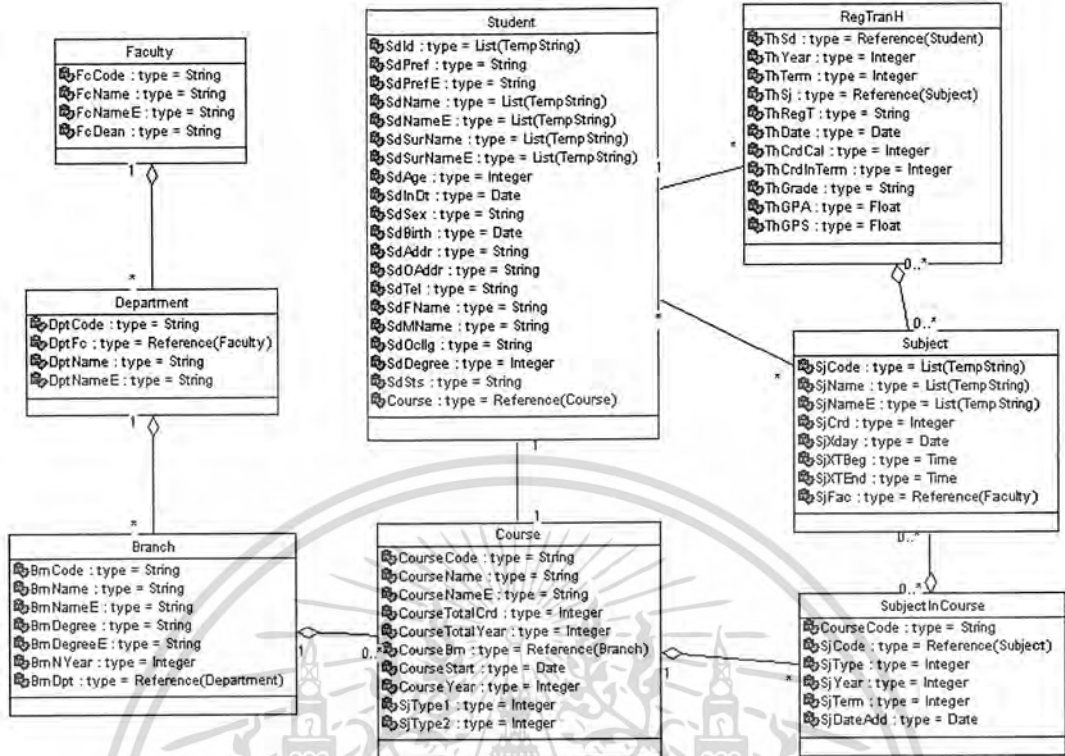 Faculty
FcCode : type = String
FcName : type = String
FcNameE : type = String
FcDean : type = String
1
*
Department
DptCode : type = String
DptFc : type = Reference(Faculty)
DptName : type = String
DptNameE : type = String
1
*
Branch
BrnCode : type = String
BrnName : type = String
BrnNameE : type = String
BrnDegree : type = String
BrnDegreeE : type = String
BrnNYear : type = Integer
BrnDpt : type = Reference(Department)
1
0..*
Student
SdId : type = List(TempString)
SdPref : type = String
SdPrefE : type = String
SdName : type = List(TempString)
SdNameE : type = List(TempString)
SdSurName : type = List(TempString)
SdSurNameE : type = List(TempString)
SdAge : type = Integer
SdInDt : type = Date
SdSex : type = String
SdBirth : type = Date
SdAddr : type = String
SdOAddr : type = String
SdTel : type = String
SdFName : type = String
SdMName : type = String
SdOcllg : type = String
SdDegree : type = Integer
SdSts : type = String
Course : type = Reference(Course)
1
*
*
*
1
1
Course
CourseCode : type = String
CourseName : type = String
CourseNameE : type = String
CourseTotalCrd : type = Integer
CourseTotalYear : type = Integer
CourseBrn : type = Reference(Branch)
CourseStart : type = Date
CourseYear : type = Integer
SjType1 : type = Integer
SjType2 : type = Integer
1
*
RegTranH
ThSd : type = Reference(Student)
ThYear : type = Integer
ThTerm : type = Integer
ThSj : type = Reference(Subject)
ThRegT : type = String
ThDate : type = Date
ThCrdCal : type = Integer
ThCrdInTerm : type = Integer
ThGrade : type = String
ThGPA : type = Float
ThGPS : type = Float
0..*
0..*
Subject
SjCode : type = List(TempString)
SjName : type = List(TempString)
SjNameE : type = List(TempString)
SjCrd : type = Integer
SjXday : type = Date
SjXTBeg : type = Time
SjXTEnd : type = Time
SjFac : type = Reference(Faculty)
0..*
0..*
SubjectInCourse
CourseCode : type = String
SjCode : type = Reference(Subject)
SjType : type = Integer
SjYear : type = Integer
SjTerm : type = Integer
SjDateAdd : type = Date